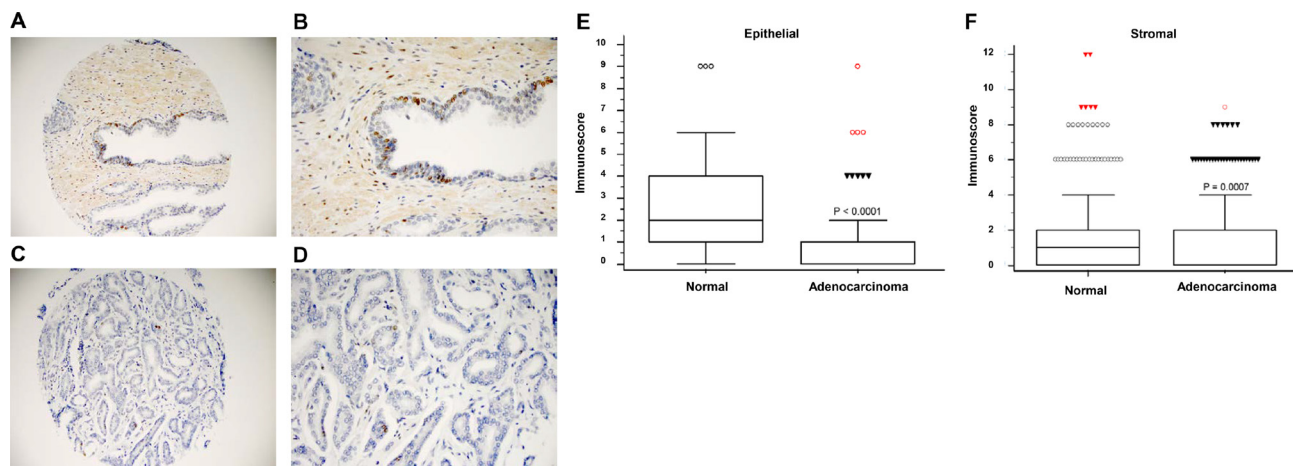 A
B
C
D
E
Epithelial
Immunoscore
10
9
8
7
6
5
4
3
2
1
0
P < 0.0001
Normal
Adenocarcinoma
F
Stromal
Immunoscore
12
10
8
6
4
2
0
P = 0.0007
Normal
Adenocarcinoma